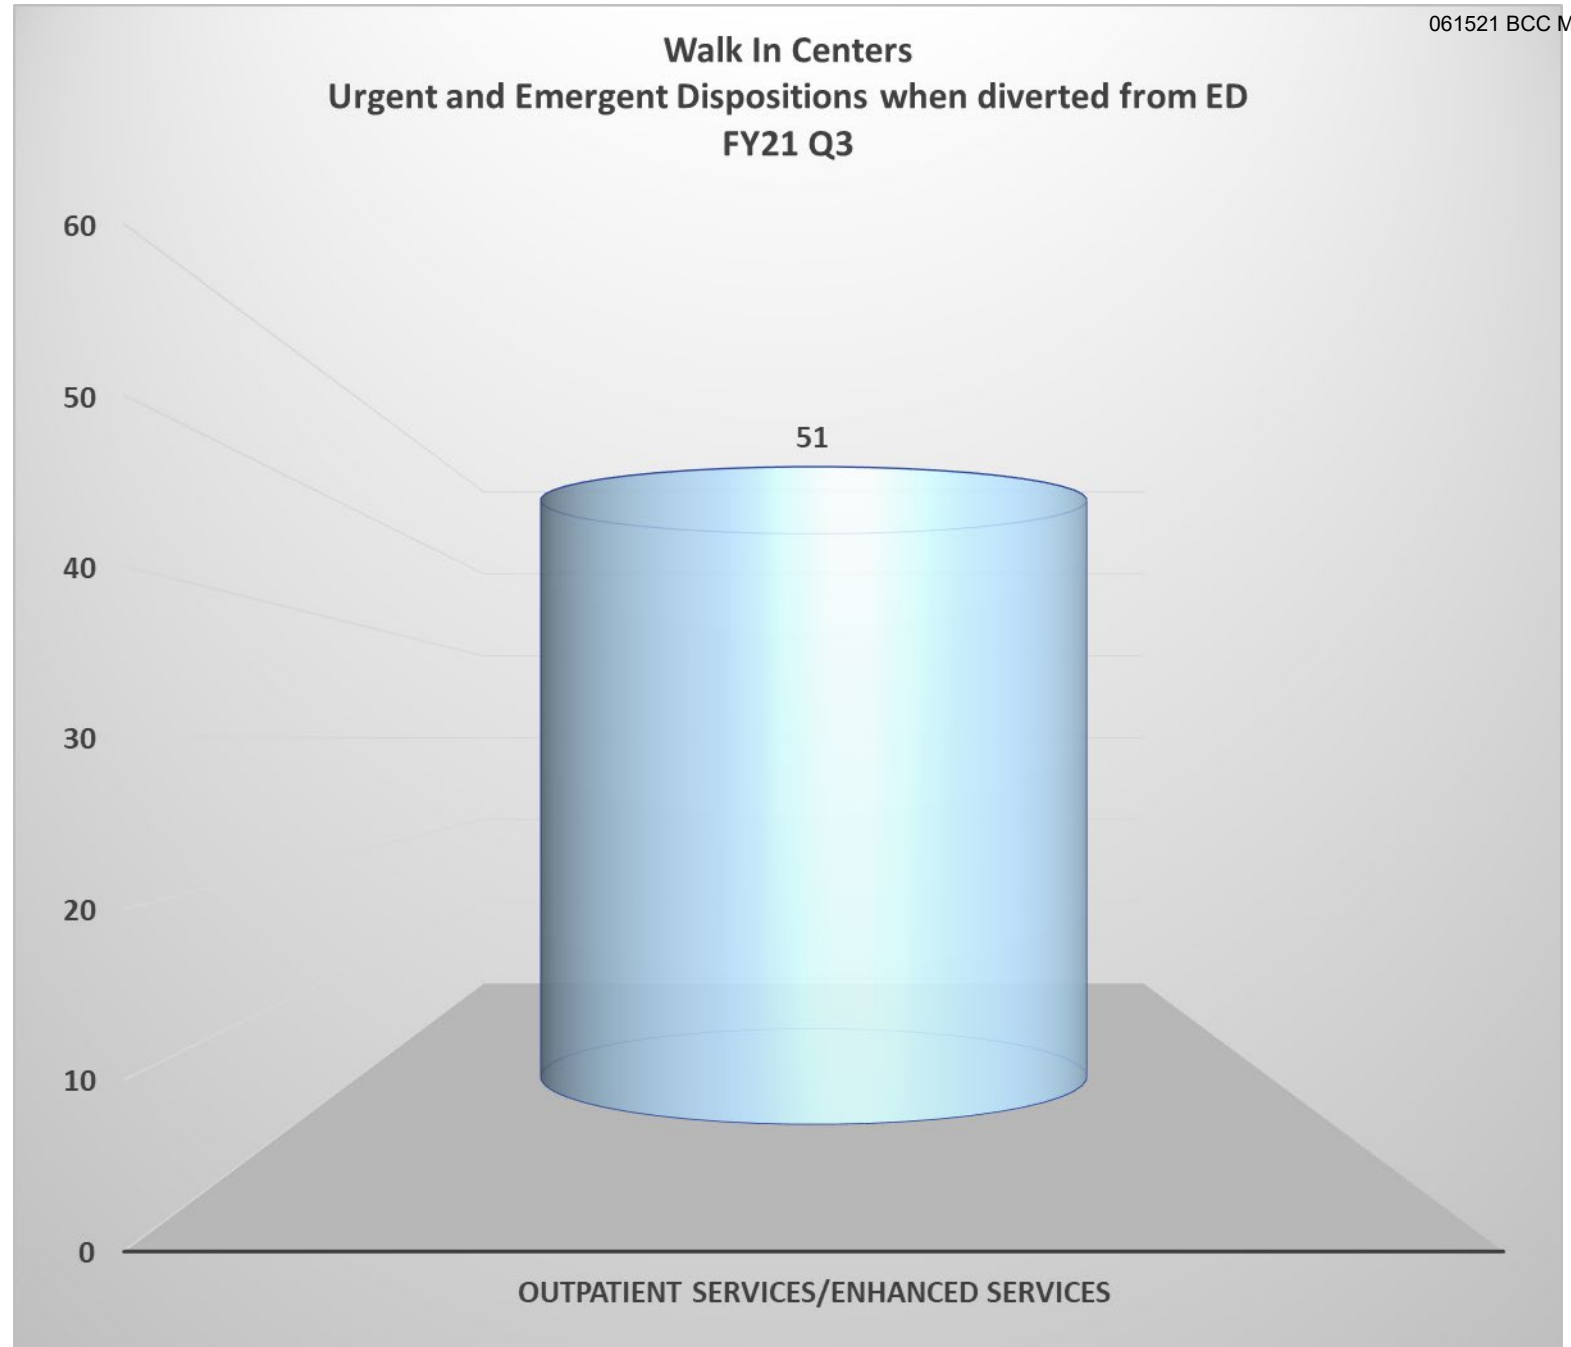 061521 BCC M
Walk In Centers
Urgent and Emergent Dispositions when diverted from ED
FY21 Q3
60
50
51
40
30
20
10
0
OUTPATIENT SERVICES/ENHANCED SERVICES